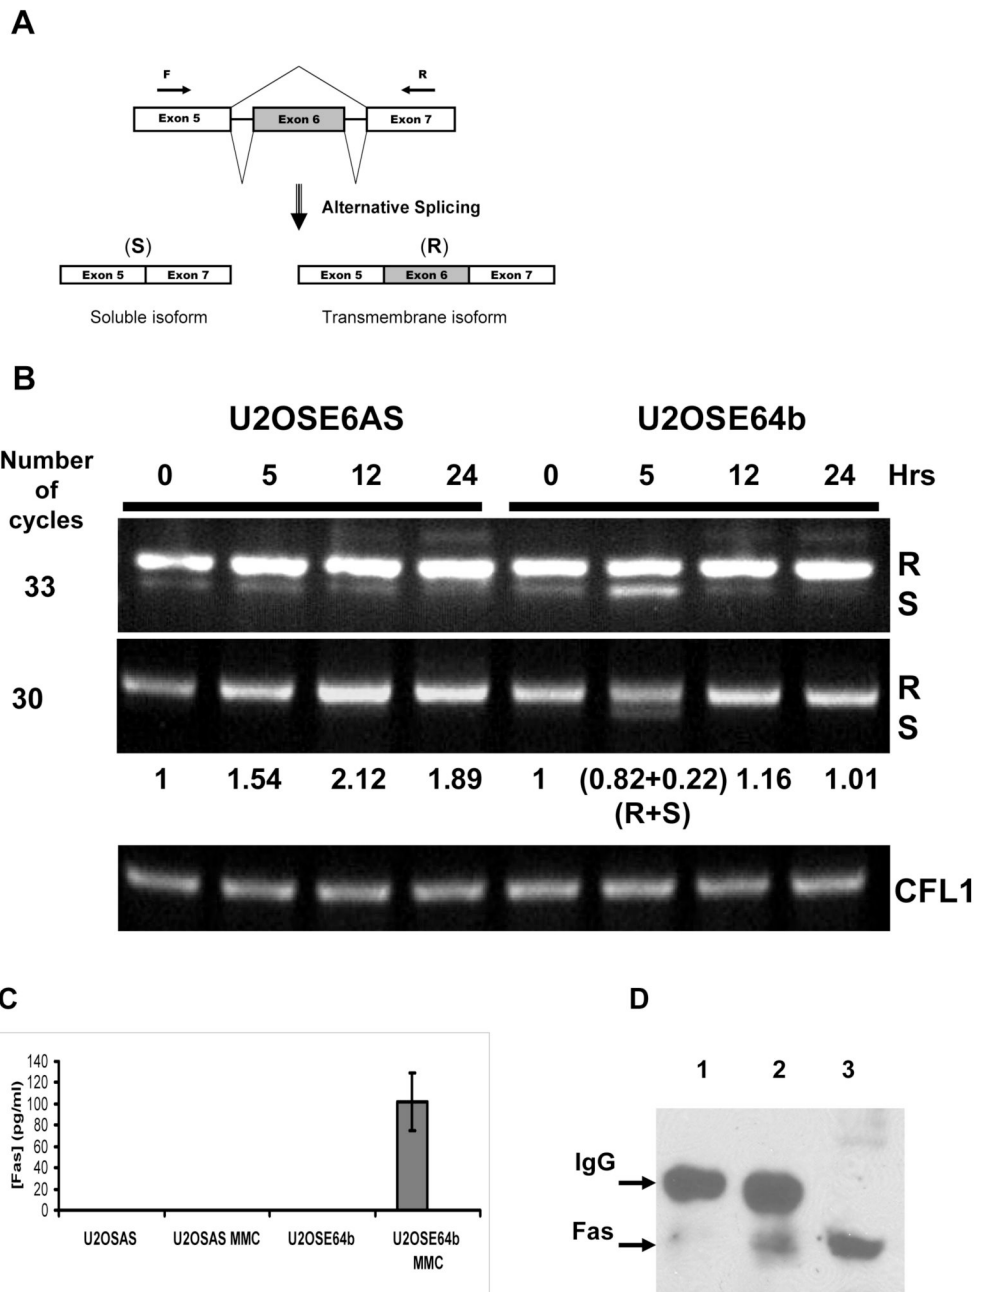 A
F R
Exon 5 Exon 6 Exon 7
Alternative Splicing
(S) (R)
Exon 5 Exon 7 Exon 5 Exon 6 Exon 7
Soluble isoform Transmembrane isoform
B
U2OSE6AS U2OSE64b
Number
of
cycles
0 5 12 24 0 5 12 24 Hrs
33
R
S
30
R
S
1 1.54 2.12 1.89 1 (0.82+0.22) 1.16 1.01
(R+S)
CFL1
C
[Fas] (pg/ml)
140
120
100
80
60
40
20
0
U2OSAS U2OSAS MMC U2OSE64b U2OSE64b
MMC
D
1 2 3
IgG
Fas